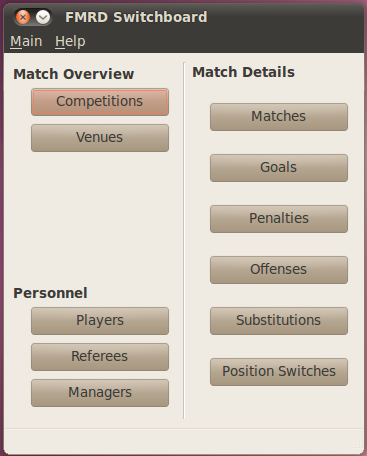 FMRD Switchboard
Main Help
Match Overview
Competitions
Venues
Personnel
Players
Referees
Managers
Match Details
Matches
Goals
Penalties
Offenses
Substitutions
Position Switches